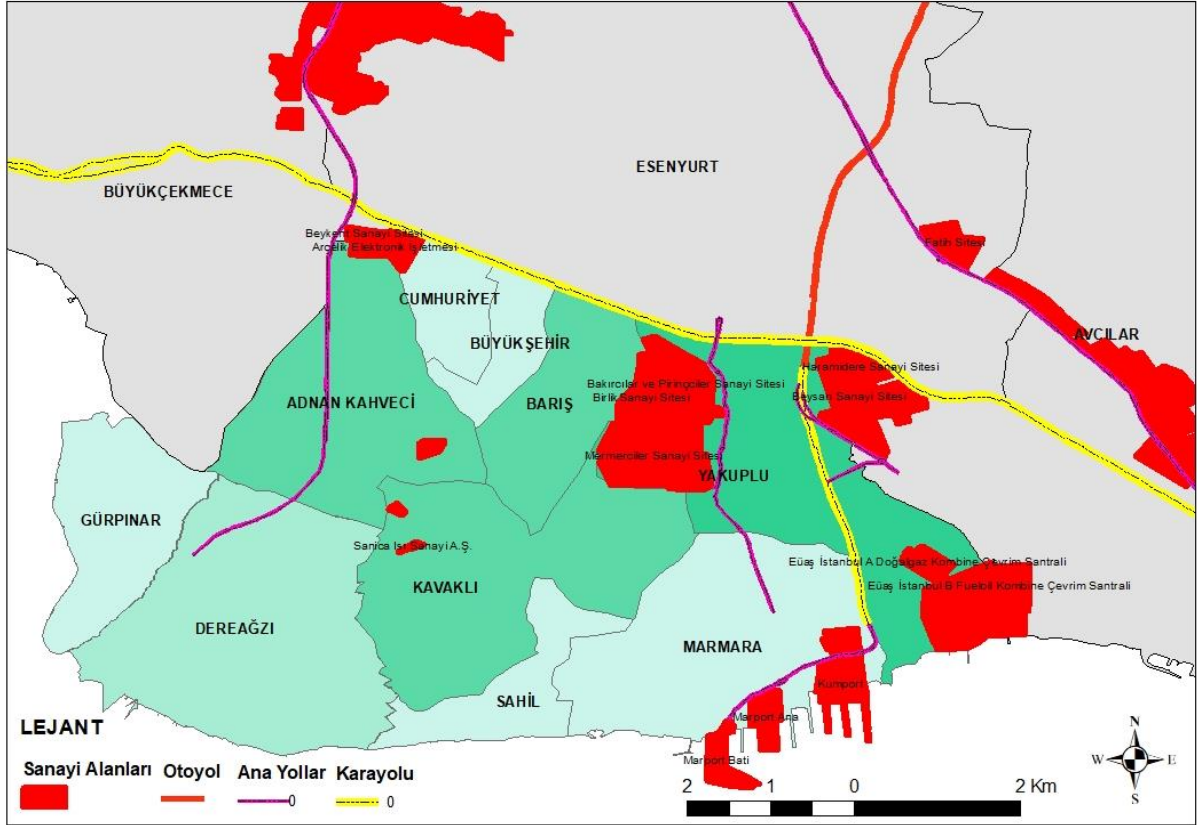 ESENYURT
BÜYÜKÇEKMECE
Beykent Sanayi Sitesi
Fatih Sitesi
Arçelik Elektronik İşletmesi
CUMHURİYET
AVCILAR
BÜYÜKŞEHİR
Haramidere Sanayi Sitesi
Bakırcılar ve Pirinççiler Sanayi Sitesi
Birlik Sanayi Sitesi
Beysan Sanayi Sitesi
ADNAN KAHVECİ
BARIŞ
Mermerciler Sanayi Sitesi
YAKUPLU
GÜRPINAR
Sanica Isı Sanayi A.Ş.
Eüaş İstanbul A Doğalgaz Kombine Çevrim Santrali
KAVAKLI
Eüaş İstanbul B Fueloil Kombine Çevrim Santrali
DEREAĞZI
MARMARA
Kumport
SAHİL
Marport Ana
Marport Bati
LEJANT
Sanayi Alanları Otoyol Ana Yollar Karayolu
0 0
2 1 0 2 Km
N
W E
S